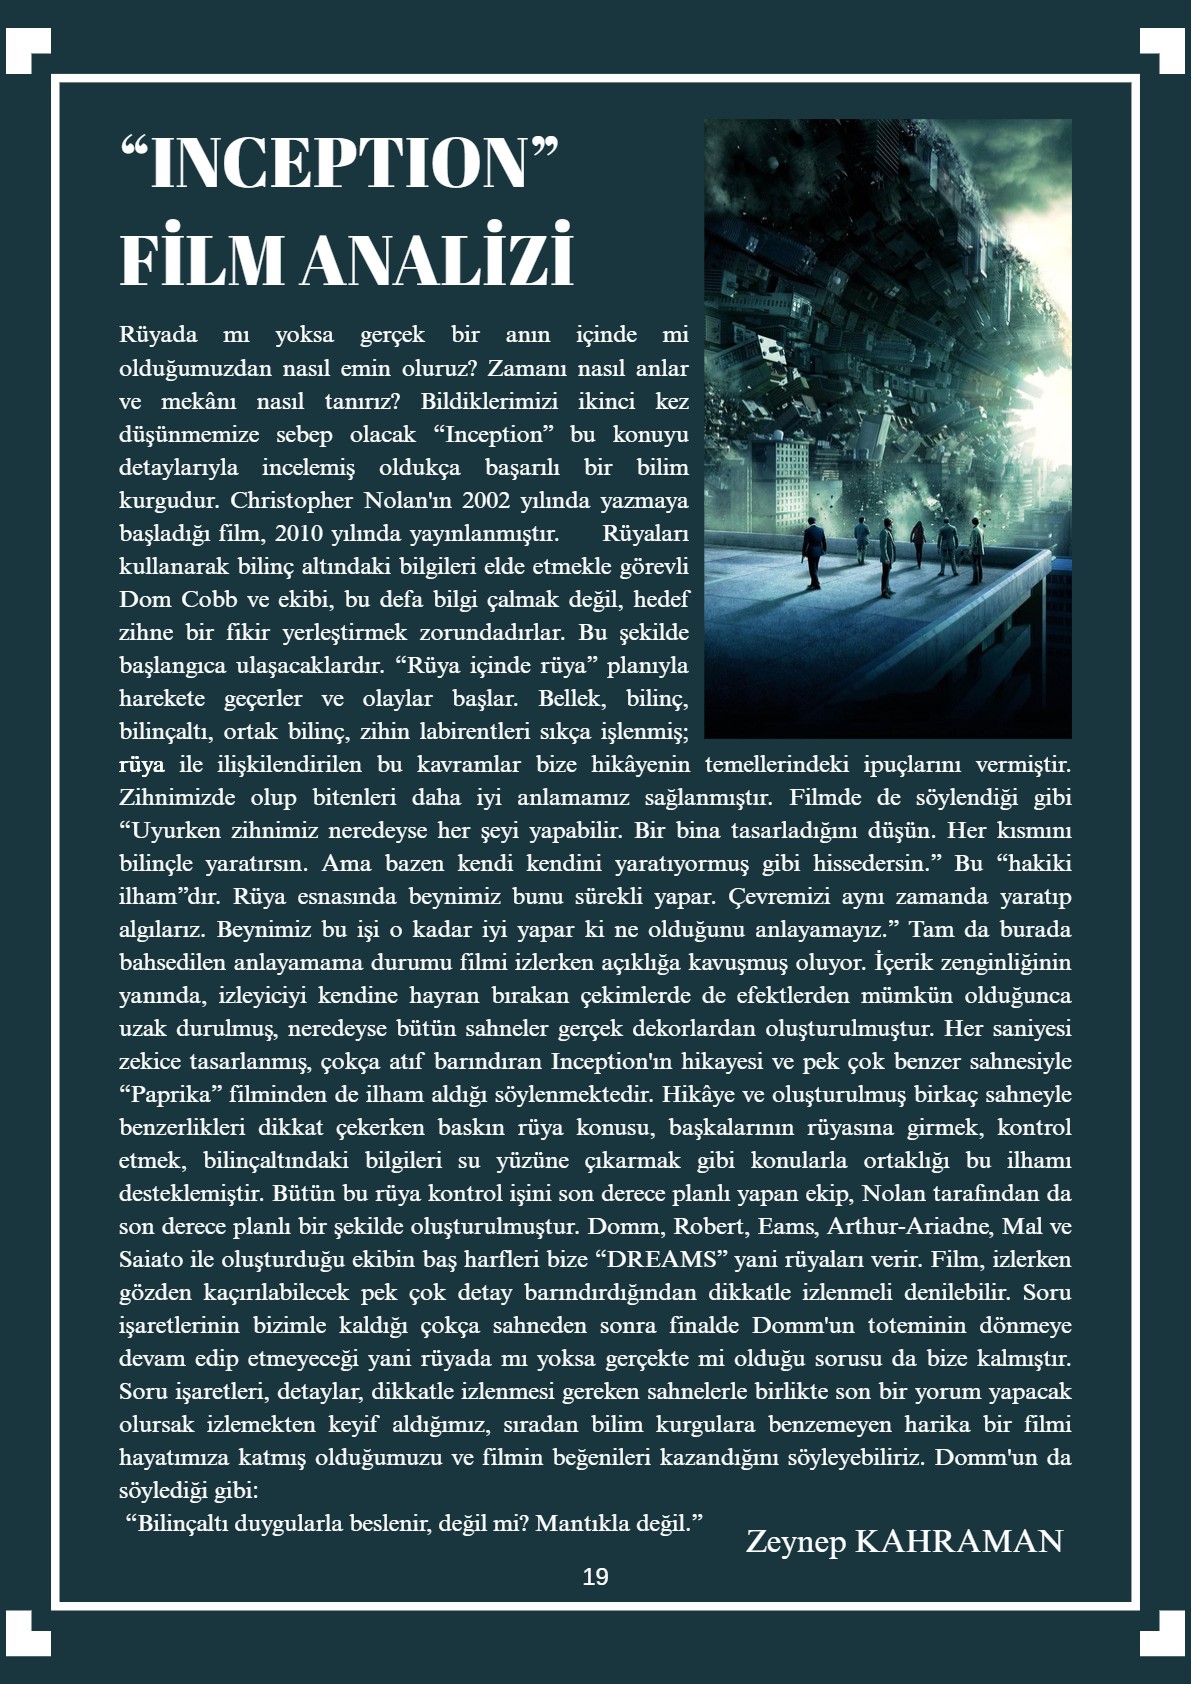 “INCEPTION”
FİLM ANALİZİ
Rüyada mı yoksa gerçek bir anın içinde mi
olduğumuzdan nasıl emin oluruz? Zamanı nasıl anlar
ve mekânı nasıl tanırız? Bildiklerimizi ikinci kez
düşünmemize sebep olacak “Inception” bu konuyu
detaylarıyla incelemiş oldukça başarılı bir bilim
kurgudur. Christopher Nolan'ın 2002 yılında yazmaya
başladığı film, 2010 yılında yayınlanmıştır. Rüyaları
kullanarak bilinç altındaki bilgileri elde etmekle görevli
Dom Cobb ve ekibi, bu defa bilgi çalmak değil, hedef
zihne bir fikir yerleştirmek zorundadırlar. Bu şekilde
başlangıca ulaşacaklardır. “Rüya içinde rüya” planıyla
harekete geçerler ve olaylar başlar. Bellek, bilinç,
bilinçaltı, ortak bilinç, zihin labirentleri sıkça işlenmiş;
rüya ile ilişkilendirilen bu kavramlar bize hikâyenin temellerindeki ipuçlarını vermiştir.
Zihnimizde olup bitenleri daha iyi anlamamız sağlanmıştır. Filmde de söylendiği gibi
“Uyurken zihnimiz neredeyse her şeyi yapabilir. Bir bina tasarladığını düşün. Her kısmını
bilinçle yaratırsın. Ama bazen kendi kendini yaratıyormuş gibi hissedersin.” Bu “hakiki
ilham”dır. Rüya esnasında beynimiz bunu sürekli yapar. Çevremizi aynı zamanda yaratıp
algılarız. Beynimiz bu işi o kadar iyi yapar ki ne olduğunu anlayamayız.” Tam da burada
bahsedilen anlayamama durumu filmi izlerken açıklığa kavuşmuş oluyor. İçerik zenginliğinin
yanında, izleyiciyi kendine hayran bırakan çekimlerde de efektlerden mümkün olduğunca
uzak durulmuş, neredeyse bütün sahneler gerçek dekorlardan oluşturulmuştur. Her saniyesi
zekice tasarlanmış, çokça atıf barındıran Inception'ın hikayesi ve pek çok benzer sahnesiyle
“Paprika” filminden de ilham aldığı söylenmektedir. Hikâye ve oluşturulmuş birkaç sahneyle
benzerlikleri dikkat çekerken baskın rüya konusu, başkalarının rüyasına girmek, kontrol
etmek, bilinçaltındaki bilgileri su yüzüne çıkarmak gibi konularla ortaklığı bu ilhamı
desteklemiştir. Bütün bu rüya kontrol işini son derece planlı yapan ekip, Nolan tarafından da
son derece planlı bir şekilde oluşturulmuştur. Domm, Robert, Eams, Arthur-Ariadne, Mal ve
Saiato ile oluşturduğu ekibin baş harfleri bize “DREAMS” yani rüyaları verir. Film, izlerken
gözden kaçırılabilecek pek çok detay barındırdığından dikkatle izlenmeli denilebilir. Soru
işaretlerinin bizimle kaldığı çokça sahneden sonra finalde Domm'un toteminin dönmeye
devam edip etmeyeceği yani rüyada mı yoksa gerçekte mi olduğu sorusu da bize kalmıştır.
Soru işaretleri, detaylar, dikkatle izlenmesi gereken sahnelerle birlikte son bir yorum yapacak
olursak izlemekten keyif aldığımız, sıradan bilim kurgulara benzemeyen harika bir filmi
hayatımıza katmış olduğumuzu ve filmin beğenileri kazandığını söyleyebiliriz. Domm'un da
söylediği gibi:
“Bilinçaltı duygularla beslenir, değil mi? Mantıkla değil.”
Zeynep KAHRAMAN
19